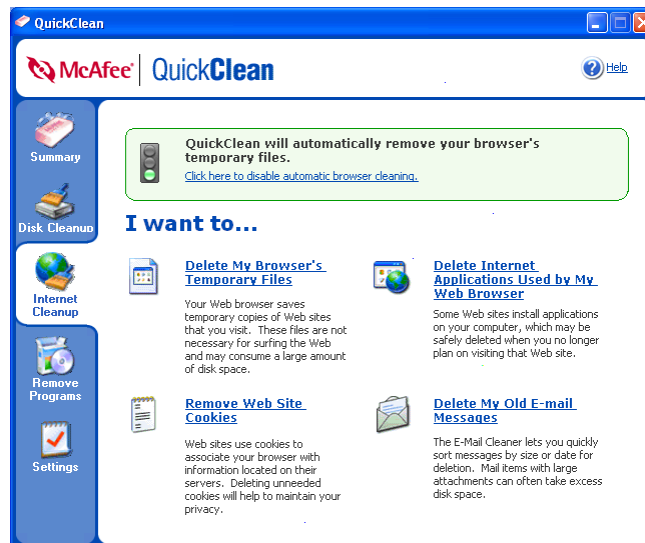 QuickClean
McAfee | QuickClean
Help
Summary
Disk Cleanup
Internet
Cleanup
Remove
Programs
Settings
QuickClean will automatically remove your browser's
temporary files.
Click here to disable automatic browser cleaning.
I want to...
Delete My Browser's
Temporary Files
Your Web browser saves
temporary copies of Web sites
that you visit. These files are not
necessary for surfing the Web
and may consume a large amount
of disk space.
Delete Internet
Applications Used by My
Web Browser
Some Web sites install applications
on your computer, which may be
safely deleted when you no longer
plan on visiting that Web site.
Remove Web Site
Cookies
Web sites use cookies to
associate your browser with
information located on their
servers. Deleting unneeded
cookies will help to maintain your
privacy.
Delete My Old E-mail
Messages
The E-Mail Cleaner lets you quickly
sort messages by size or date for
deletion. Mail items with large
attachments can often take excess
disk space.